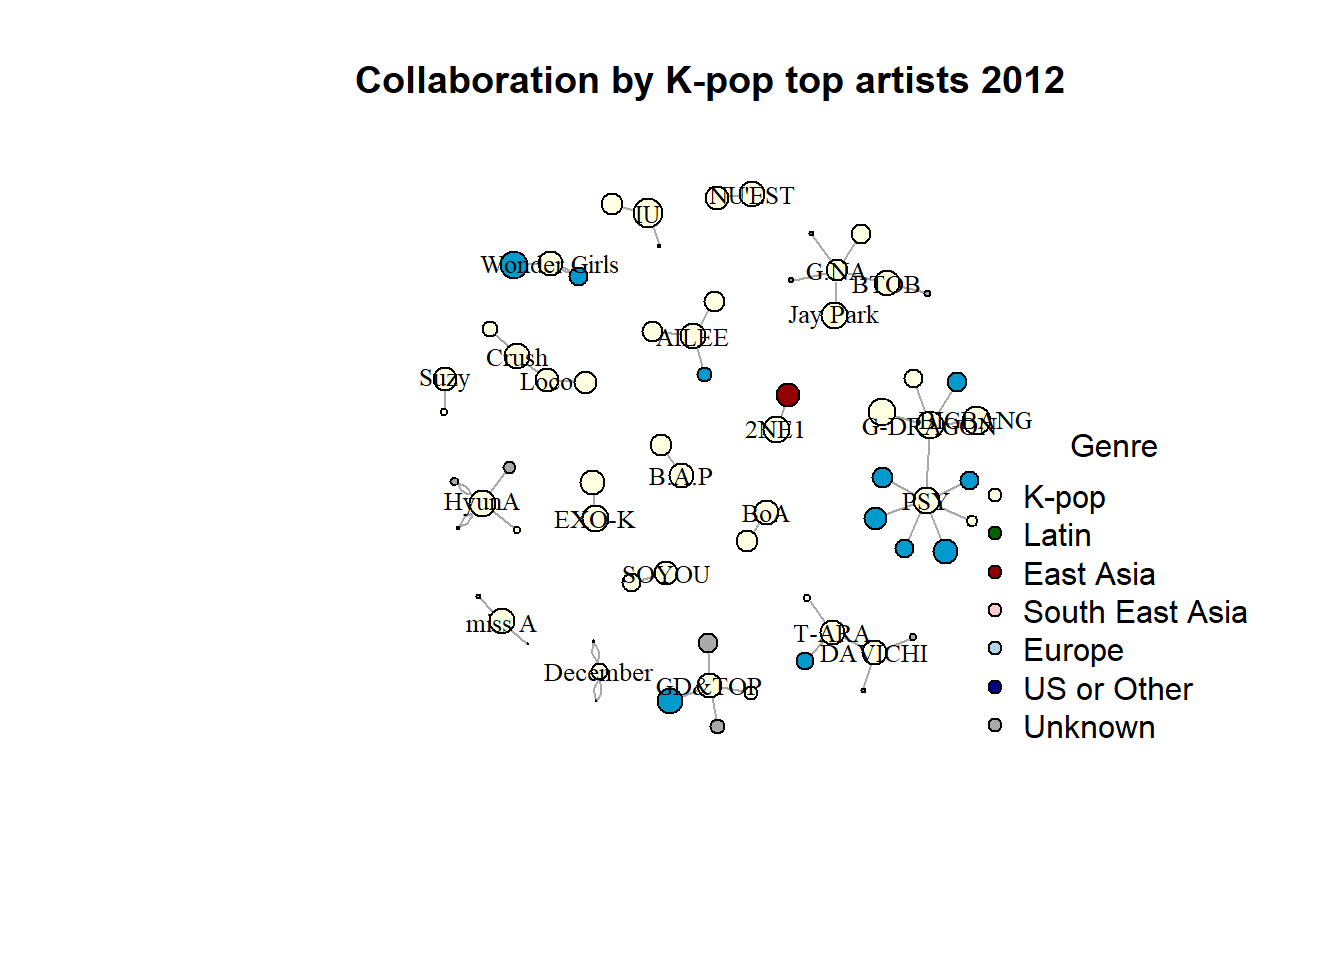 Collaboration by K-pop top artists 2012
NU'EST
IU
Wonder Girls
G.NA
BTOB
Jay Park
AILEE
Crush
Loco
Suzy
2NE1
G-DRAGON
BIGBANG
Genre
B.A.P
HyunA
PSY
K-pop
EXO-K
BoA
Latin
SOYOU
East Asia
miss A
South East Asia
T-ARA
DAVICHI
Europe
December
GD&TOP
US or Other
Unknown